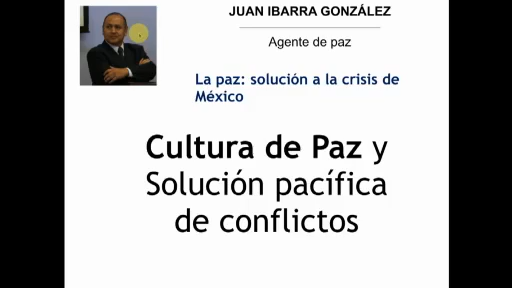 JUAN IBARRA GONZÁLEZ
Agente de paz
La paz: solución a la crisis de
México
Cultura de Paz y
Solución pacífica
de conflictos